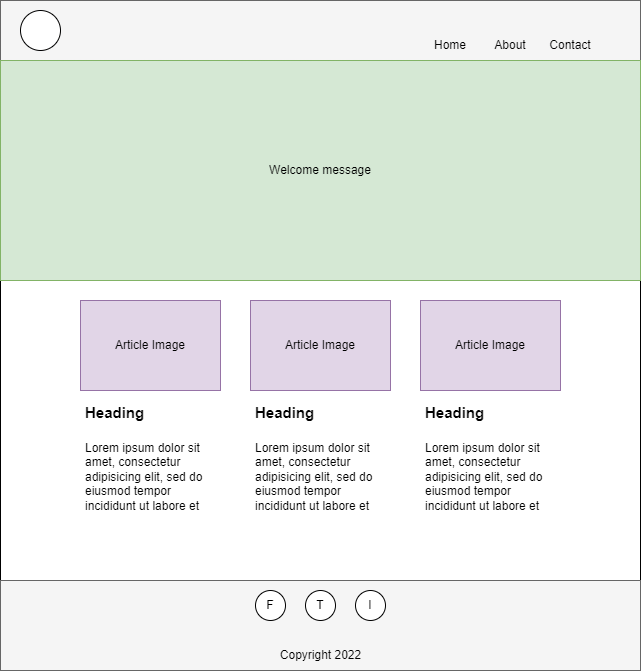 Home About Contact
Welcome message
Article Image Article Image Article Image
Heading Heading Heading
Lorem ipsum dolor sit
amet, consectetur
adipisicing elit, sed do
eiusmod tempor
incididunt ut labore et
Lorem ipsum dolor sit
amet, consectetur
adipisicing elit, sed do
eiusmod tempor
incididunt ut labore et
Lorem ipsum dolor sit
amet, consectetur
adipisicing elit, sed do
eiusmod tempor
incididunt ut labore et
F T I
Copyright 2022